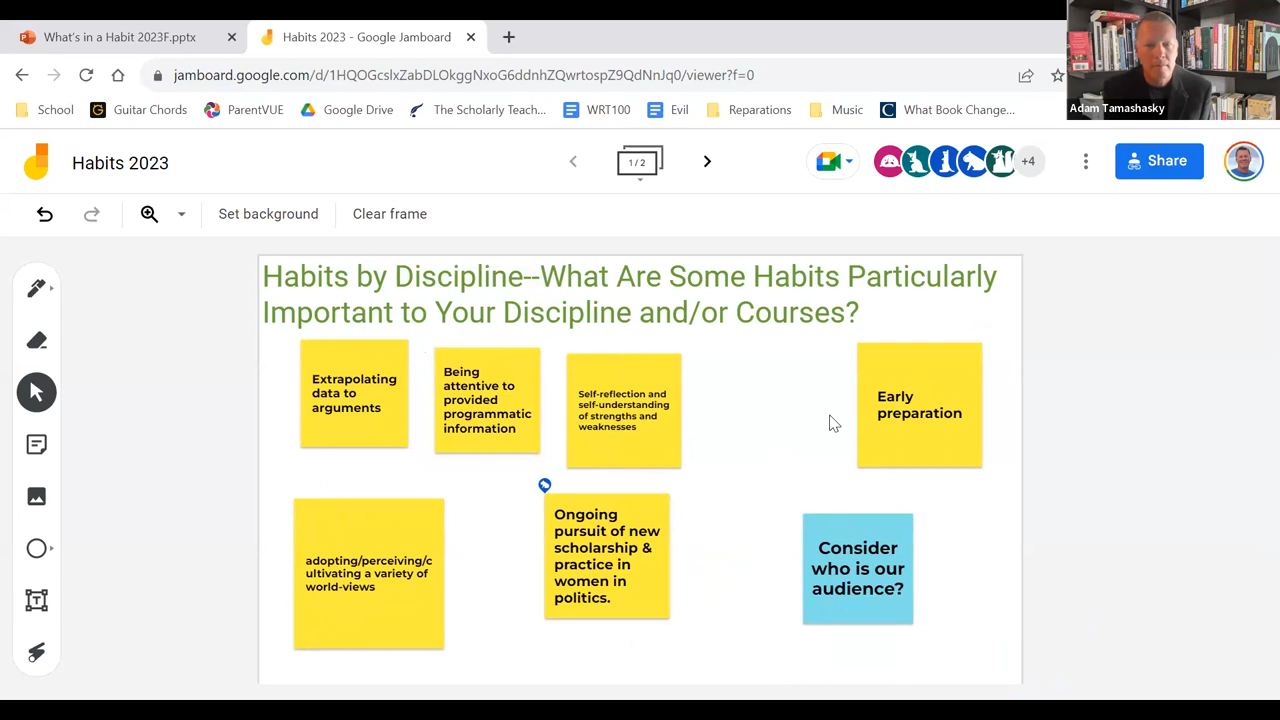 What's in a Habit 2023F.pptx
Habits 2023 - Google Jamboard
jamboard.google.com/d/1HQOGcslxZabDLOkggNxoG6ddnhZQwrtospZ9QdNnJq0/viewer?f=0
School
Guitar Chords
ParentVUE
Google Drive
The Scholarly Teach...
WRT100
Evil
Reparations
Music
What Book Change...
Adam Tamashasky
Habits 2023
1 / 2
+4
Share
Set background
Clear frame
Habits by Discipline--What Are Some Habits Particularly
Important to Your Discipline and/or Courses?
Extrapolating
data to
arguments
Being
attentive to
provided
programmatic
information
Self-reflection and
self-understanding
of strengths and
weaknesses
Early
preparation
adopting/perceiving/c
ultivating a variety of
world-views
Ongoing
pursuit of new
scholarship &
practice in
women in
politics.
Consider
who is our
audience?